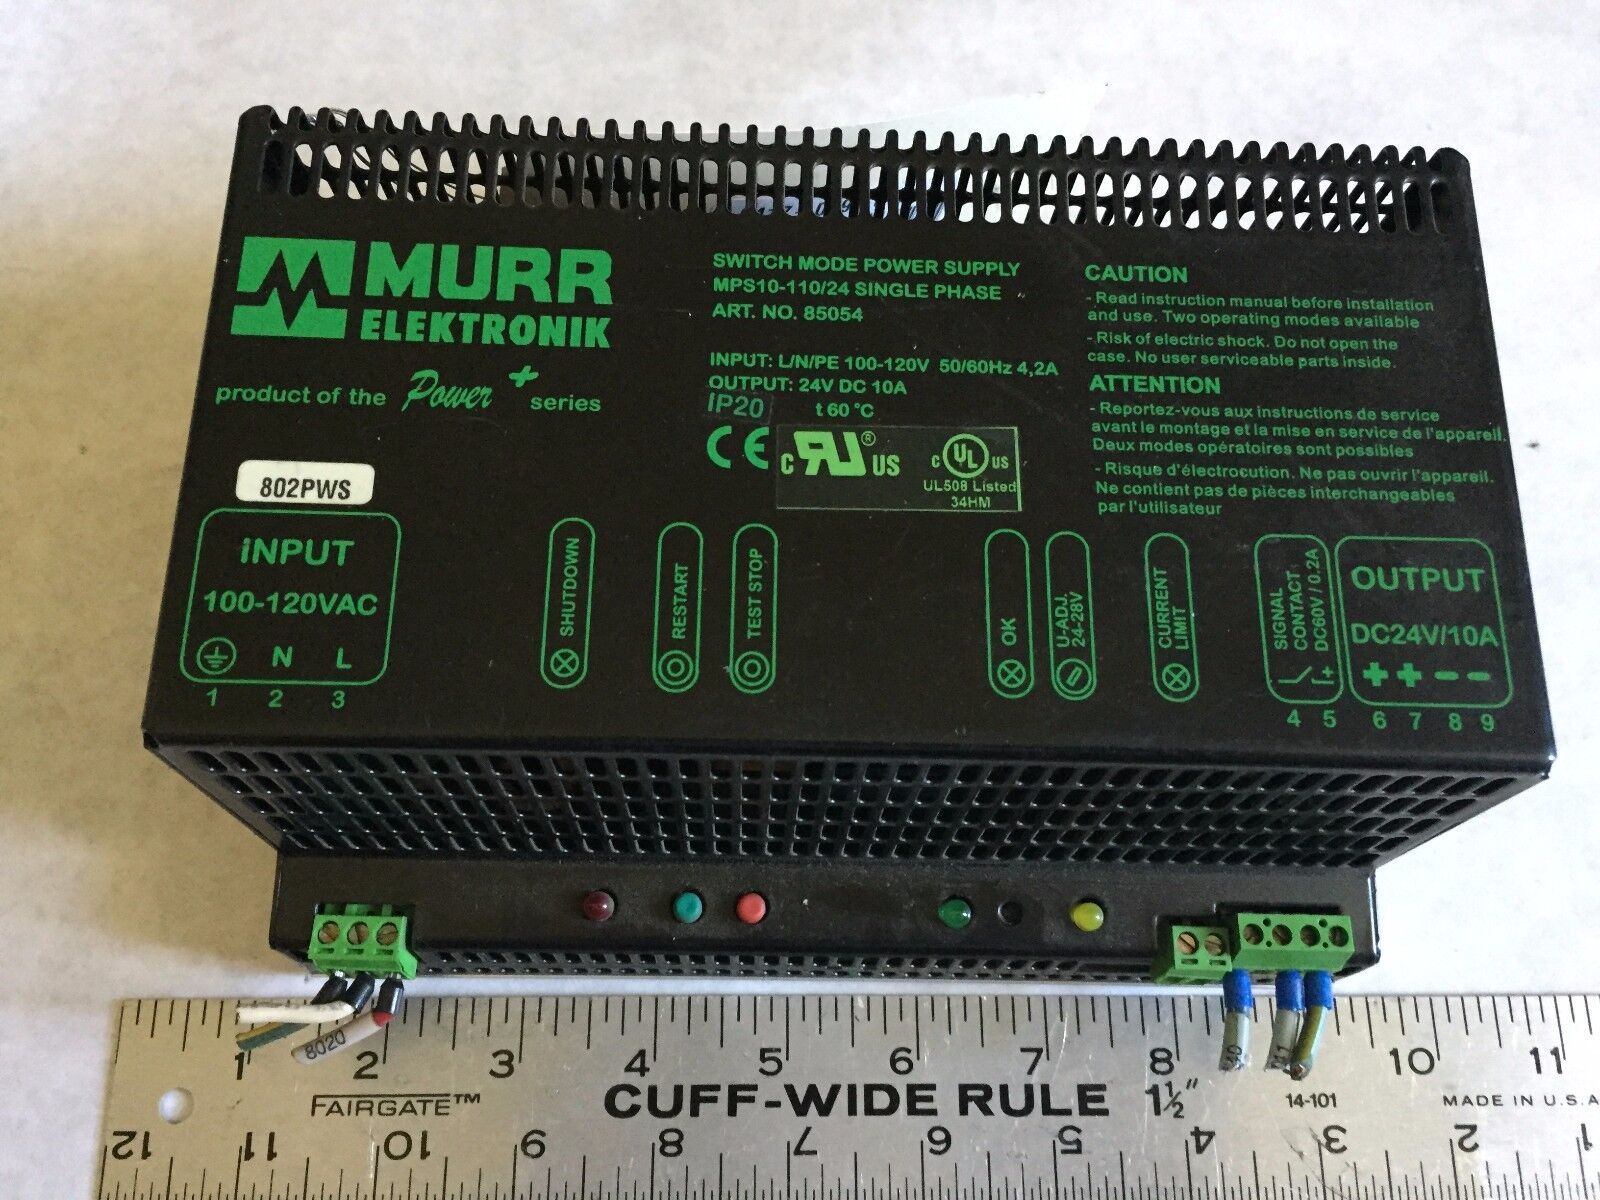 MURR
ELEKTRONIK
product of the Power + series
SWITCH MODE POWER SUPPLY
MPS10-110/24 SINGLE PHASE
ART. NO. 85054
INPUT: L/N/PE 100-120V 50/60Hz 4,2A
OUTPUT: 24V DC 10A
IP20 t 60 °C
CE
c RU ® US
c UL US
UL508 Listed
34HM
CAUTION
- Read instruction manual before installation
and use. Two operating modes available
- Risk of electric shock. Do not open the
case. No user serviceable parts inside.
ATTENTION
- Reportez-vous aux instructions de service
avant le montage et la mise en service de l'appareil.
Deux modes opératoires sont possibles
- Risque d'électrocution. Ne pas ouvrir l'appareil.
Ne contient pas de pièces interchangeables
par l'utilisateur
802PWS
iNPUT
100-120VAC
N L
1 2 3
SHUTDOWN
RESTART
TEST STOP
OK
U-ADJ.
24-28V
CURRENT
LIMIT
SIGNAL
CONTACT
DC60V / 0.2A
4 5
OUTPUT
DC24V/10A
+ + - -
6 7 8 9
8020
1 2 3 4 5 6 7 8 10 11
FAIRGATE™
CUFF-WIDE RULE 1½"
14-101
MADE IN U.S.A
12 11 10 9 8 7 6 5 4 3 2 1